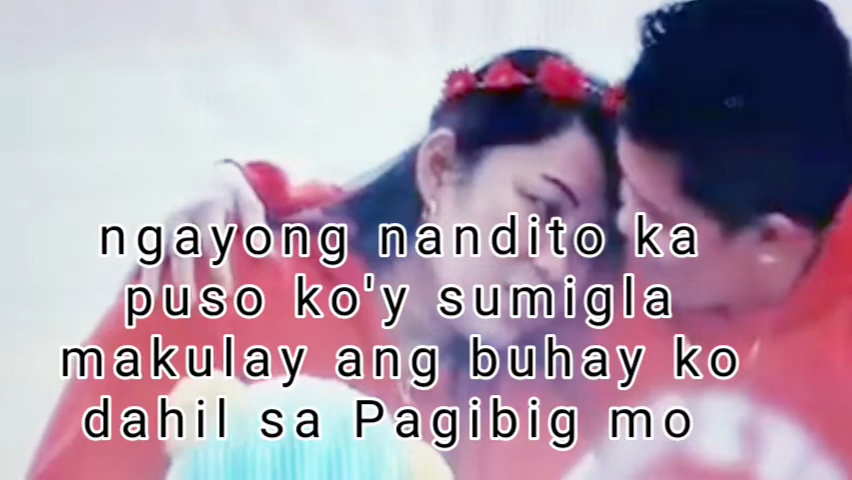 ngayong nandito ka
puso ko'y sumigla
makulay ang buhay ko
dahil sa Pagibig mo